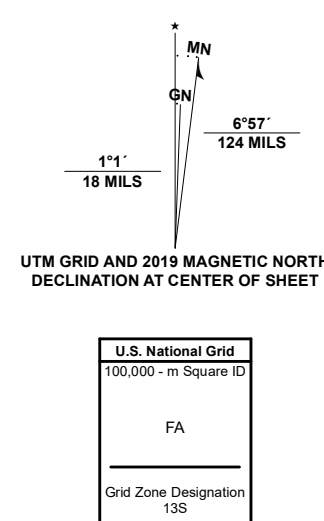 ★
MN
GN
6°57´
124 MILS
1°1´
18 MILS
UTM GRID AND 2019 MAGNETIC NORTH
DECLINATION AT CENTER OF SHEET
U.S. National Grid
100,000 - m Square ID
FA
Grid Zone Designation
13S